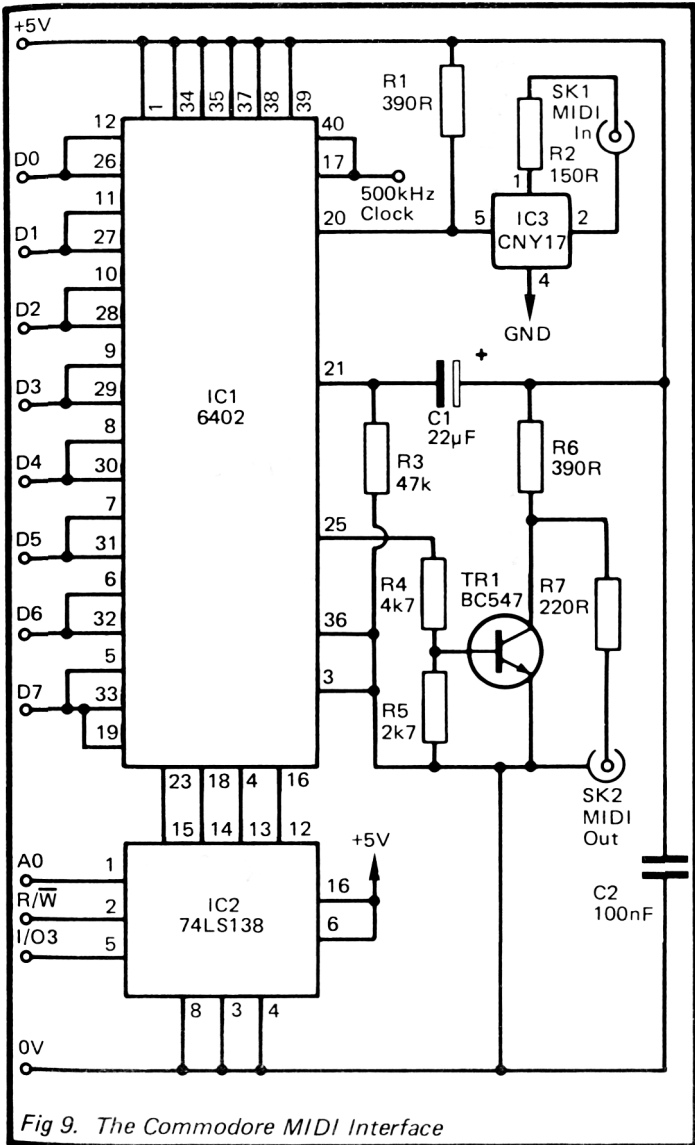 +5V
1 34 35 37 38 39
R1
390R
SK1
MIDI
In
R2
150R
12
40
D0
26
17
500kHz
Clock
11
20
1
5
IC3
CNY17
2
D1
27
4
GND
10
D2
28
9
21
+
C1
22μF
D3
29
IC1
6402
8
R3
47k
R6
390R
D4
30
7
25
D5
31
R4
4k7
TR1
BC547
R7
220R
6
D6
32
36
5
3
D7
33
R5
2k7
19
SK2
MIDI
Out
23 18 4 16
15 14 13 12
+5V
A0
1
IC2
74LS138
16
R/W̅
2
6
I/O3
5
C2
100nF
8 3 4
0V
Fig 9. The Commodore MIDI Interface